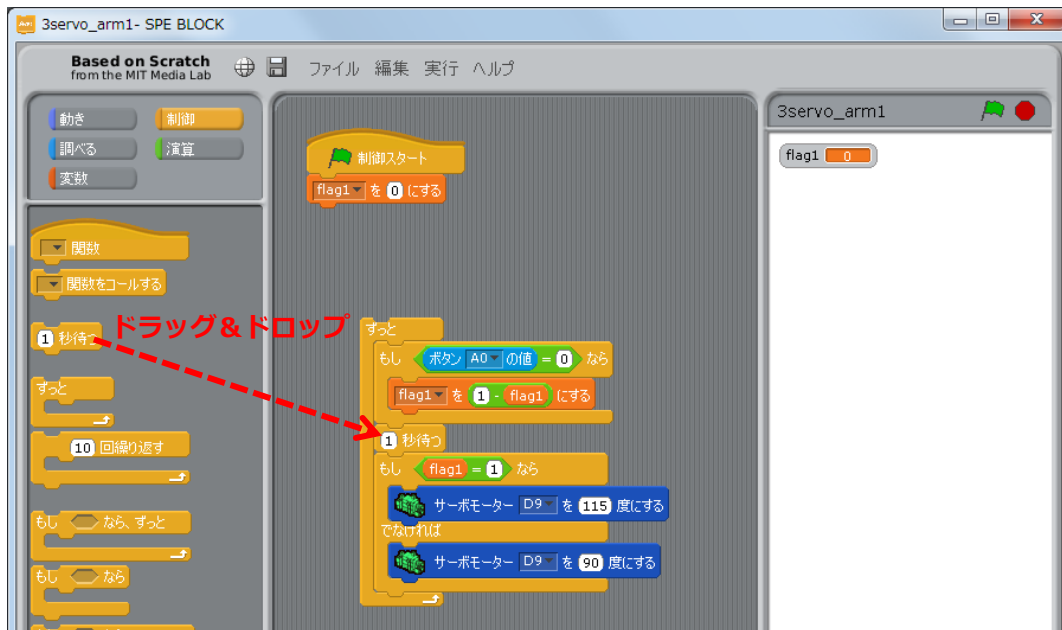 3servo_arm1- SPE BLOCK
Based on Scratch
from the MIT Media Lab
ファイル 編集 実行 ヘルプ
動き 制御
調べる 演算
変数
関数
関数をコールする
1 秒待つ
ずっと
10 回繰り返す
もし なら、ずっと
もし なら
ドラッグ＆ドロップ
制御スタート
flag1 を 0 にする
ずっと
もし ボタン A0 の値 = 0 なら
flag1 を 1 - flag1 にする
1 秒待つ
もし flag1 = 1 なら
サーボモーター D9 を 115 度にする
でなければ
サーボモーター D9 を 90 度にする
3servo_arm1
flag1 0